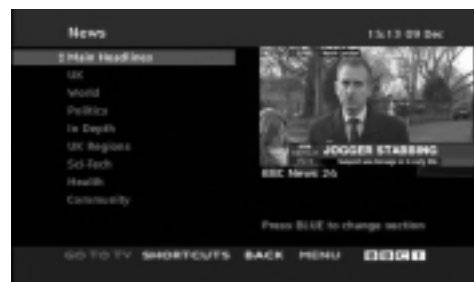 News 15:13 09 Dec
Main Headlines
UK
World
Politics
In Depth
UK Regions
Sci-Tech
Health
Community
JOGGER STABBING
BBC News 24
Press BLUE to change section
GO TO TV SHORTCUTS BACK MENU BBCi